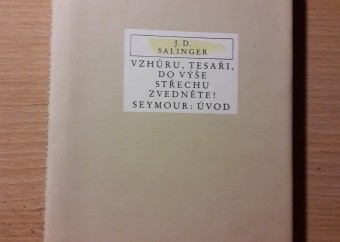 J. D.
SALINGER
VZHŮRU, TESAŘI,
DO VÝŠE
STŘECHU
ZVEDNĚTE!
SEYMOUR: ÚVOD